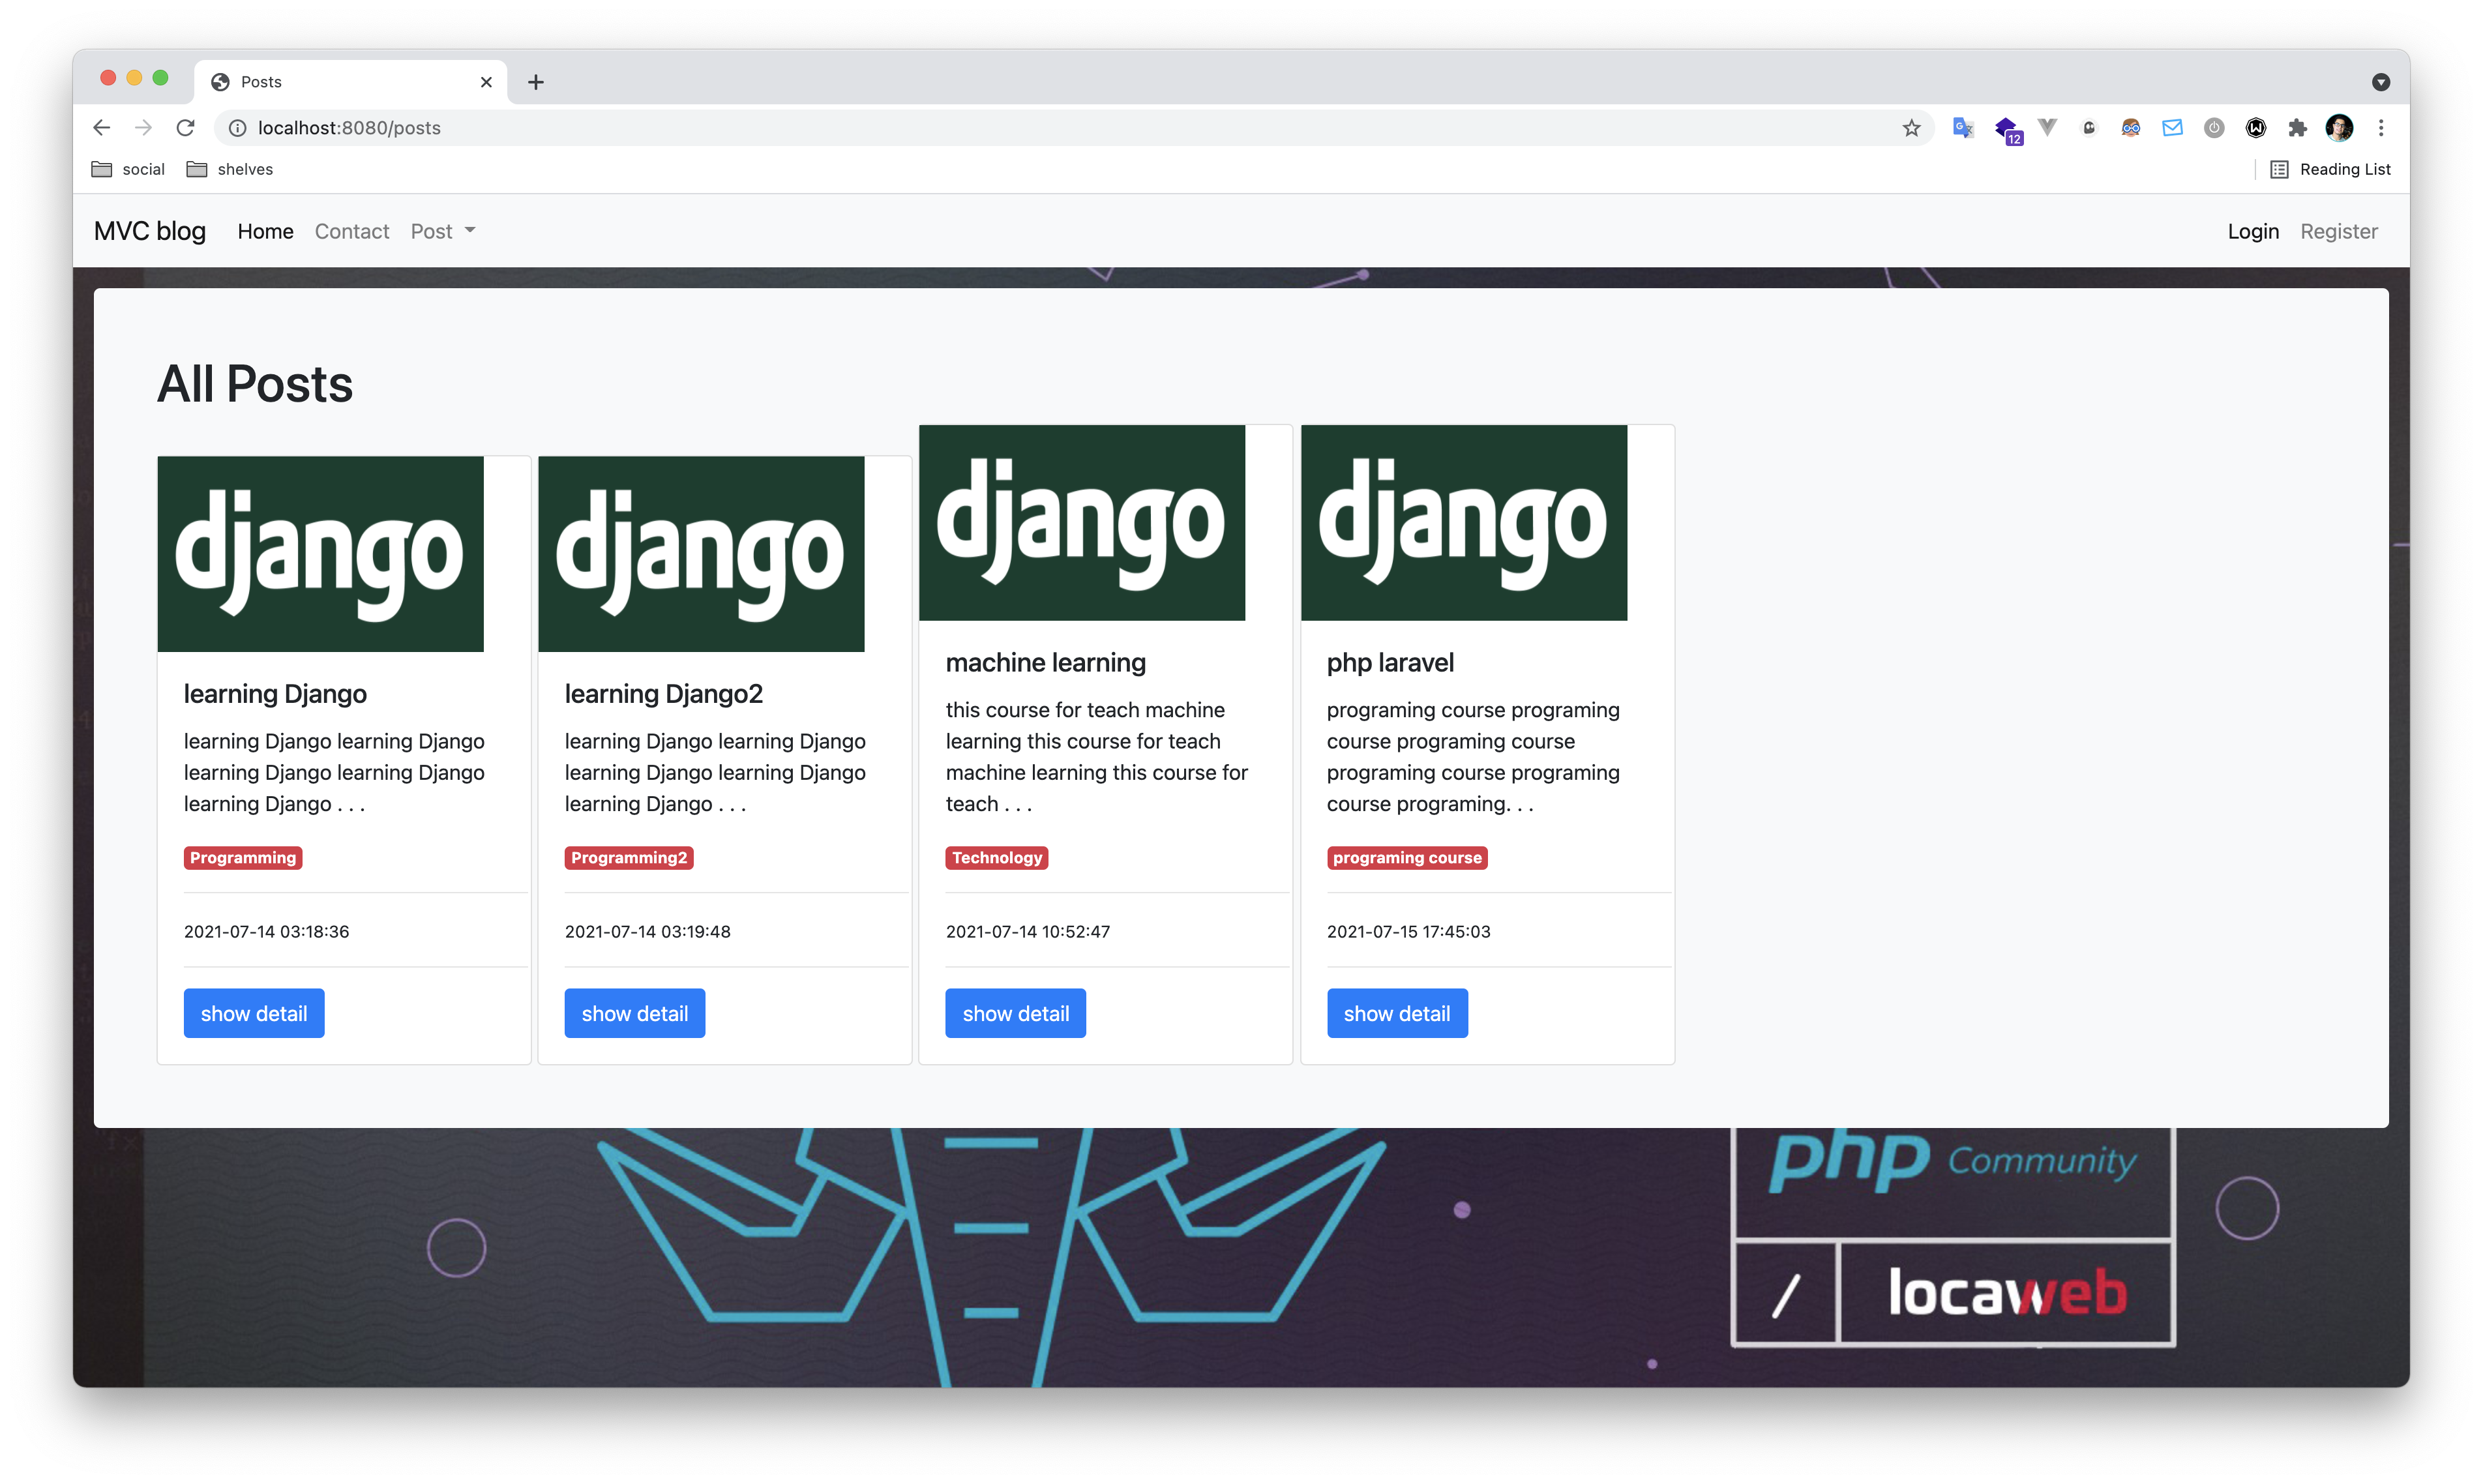 Posts
localhost:8080/posts
12
social shelves Reading List
MVC blog Home Contact Post Login Register
All Posts
django
learning Django
learning Django learning Django
learning Django learning Django
learning Django . . .
Programming
2021-07-14 03:18:36
show detail
django
learning Django2
learning Django learning Django
learning Django learning Django
learning Django . . .
Programming2
2021-07-14 03:19:48
show detail
django
machine learning
this course for teach machine
learning this course for teach
machine learning this course for
teach . . .
Technology
2021-07-14 10:52:47
show detail
django
php laravel
programing course programing
course programing course
programing course programing
course programing. . .
programing course
2021-07-15 17:45:03
show detail
php Community
/ locaweb